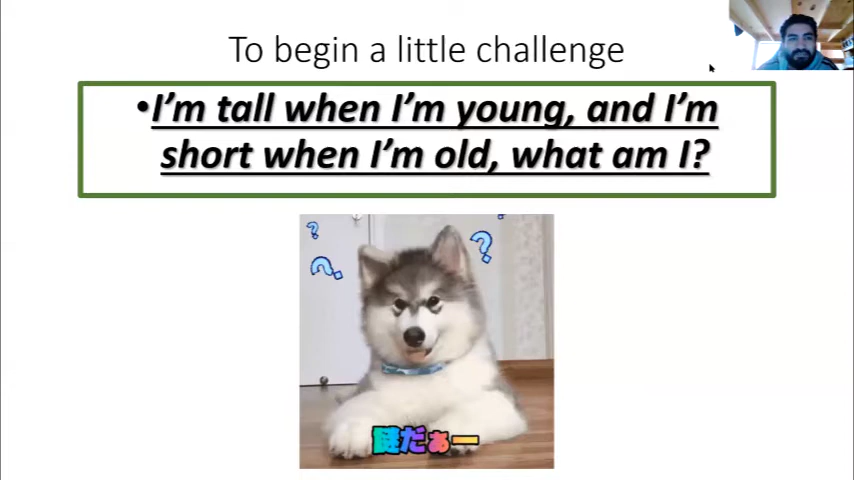 To begin a little challenge
•I'm tall when I'm young, and I'm
short when I'm old, what am I?
謎だぁー